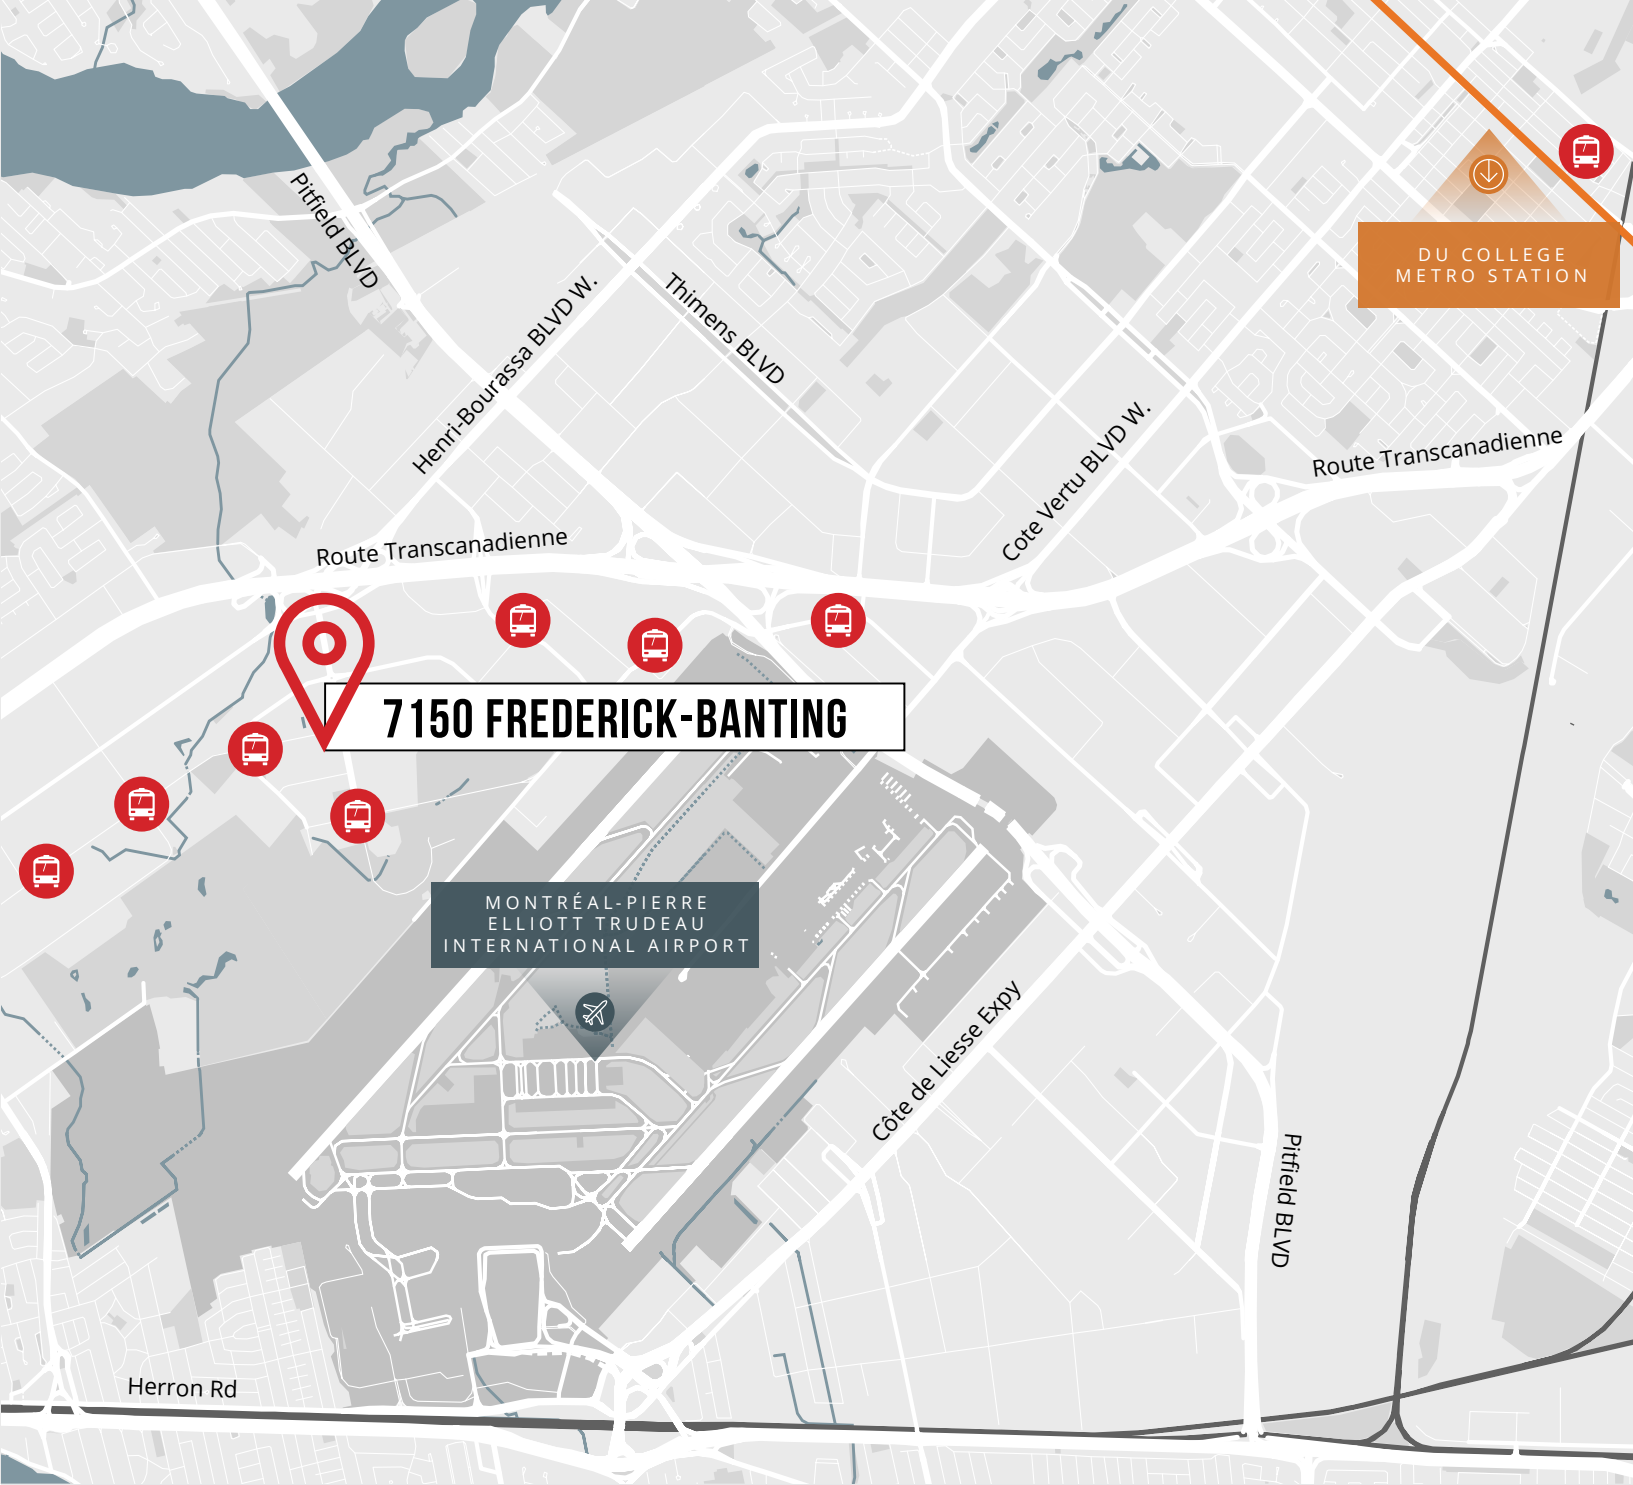 DU COLLEGE
METRO STATION
Pitfield BLVD
Henri-Bourassa BLVD W.
Thimens BLVD
Cote Vertu BLVD W.
Route Transcanadienne
Route Transcanadienne
7150 FREDERICK-BANTING
MONTRÉAL-PIERRE
ELLIOTT TRUDEAU
INTERNATIONAL AIRPORT
Côte de Liesse Expy
Pitfield BLVD
Herron Rd